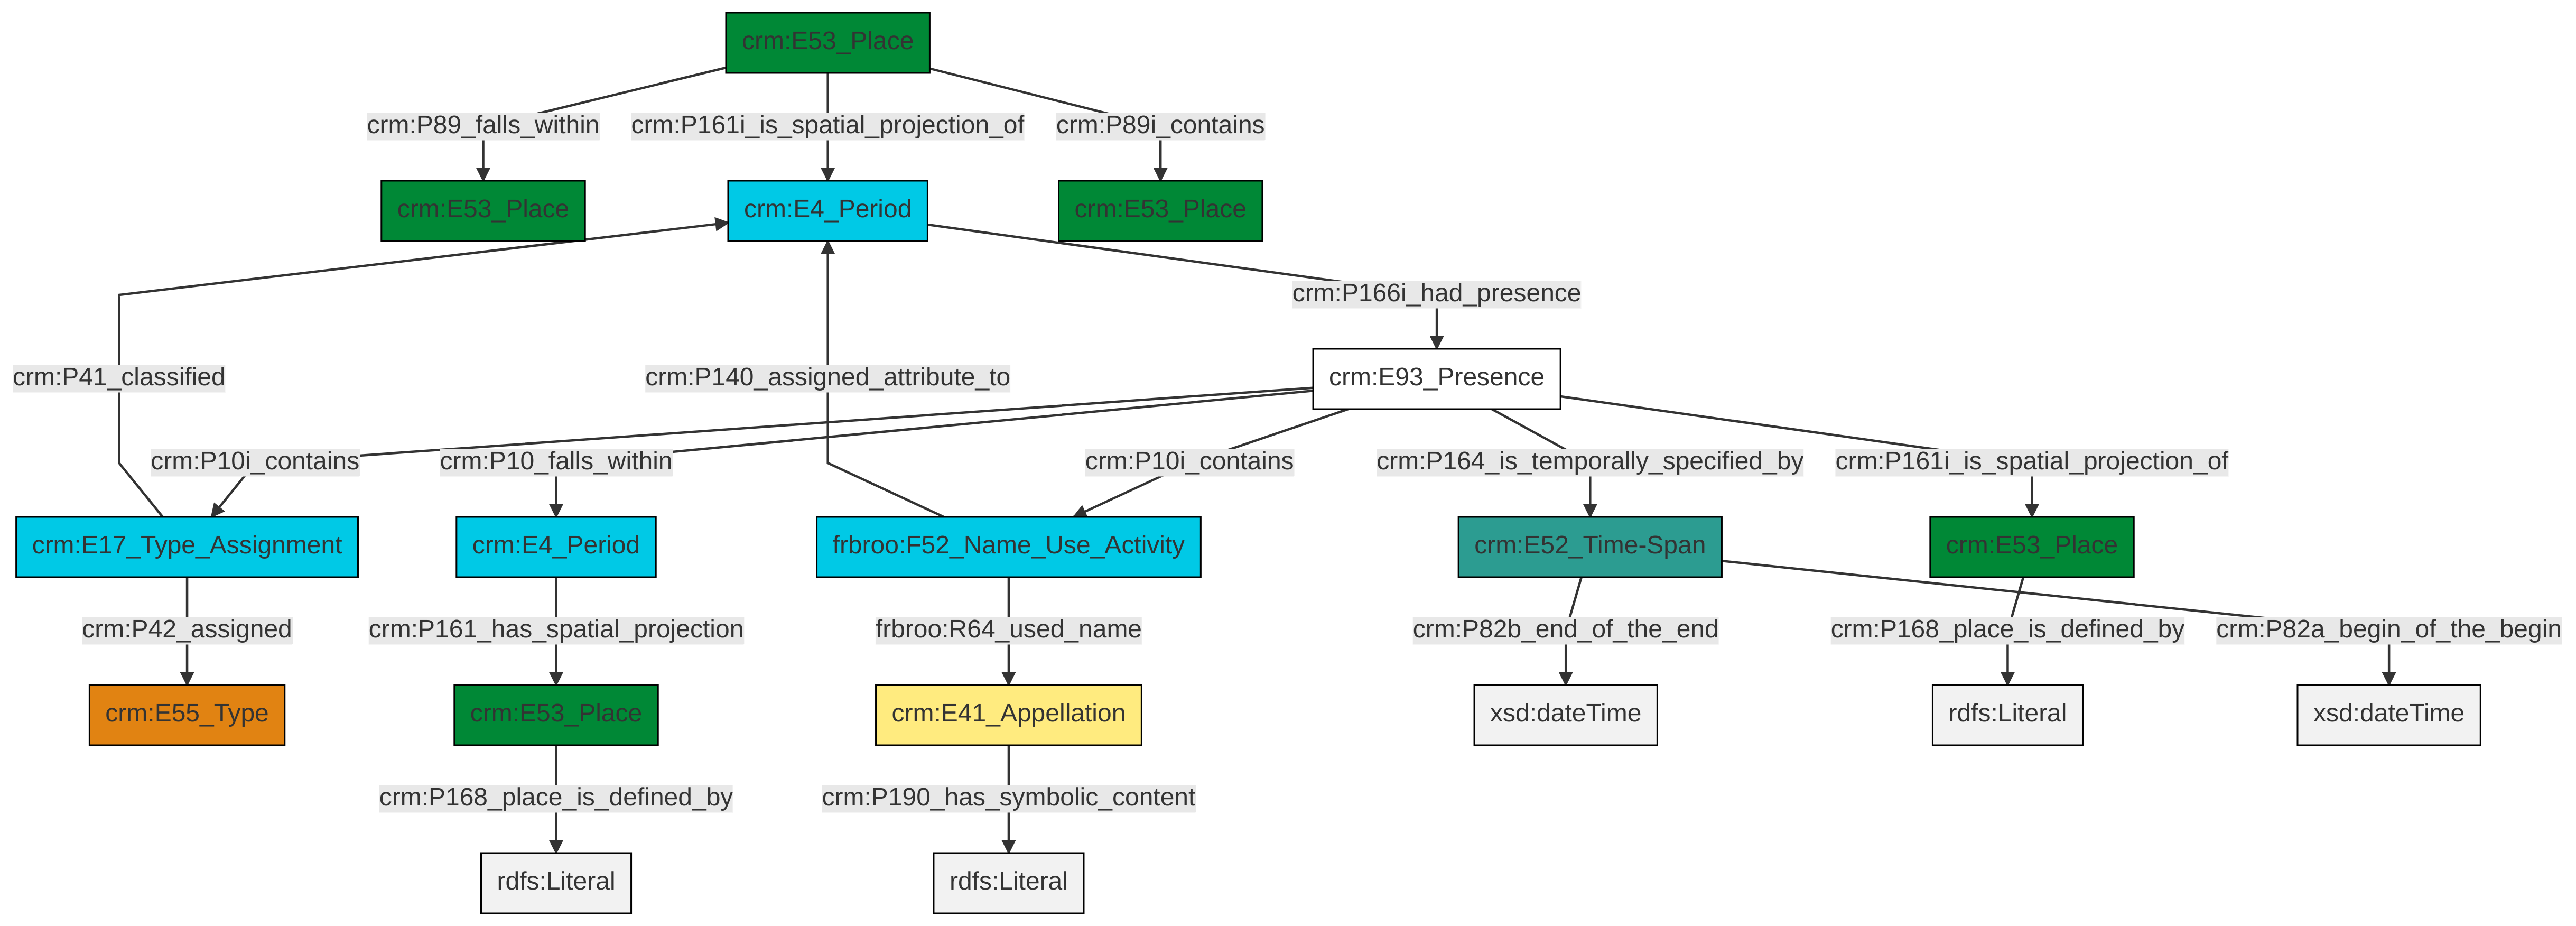 crm:E53_Place
crm:P89_falls_within
crm:P161i_is_spatial_projection_of
crm:P89i_contains
crm:E53_Place
crm:E4_Period
crm:E53_Place
crm:P166i_had_presence
crm:P41_classified
crm:P140_assigned_attribute_to
crm:E93_Presence
crm:P10i_contains
crm:P10_falls_within
crm:P10i_contains
crm:P164_is_temporally_specified_by
crm:P161i_is_spatial_projection_of
crm:E17_Type_Assignment
crm:E4_Period
frbroo:F52_Name_Use_Activity
crm:E52_Time-Span
crm:E53_Place
crm:P42_assigned
crm:P161_has_spatial_projection
frbroo:R64_used_name
crm:P82b_end_of_the_end
crm:P168_place_is_defined_by
crm:P82a_begin_of_the_begin
crm:E55_Type
crm:E53_Place
crm:E41_Appellation
xsd:dateTime
rdfs:Literal
xsd:dateTime
crm:P168_place_is_defined_by
crm:P190_has_symbolic_content
rdfs:Literal
rdfs:Literal